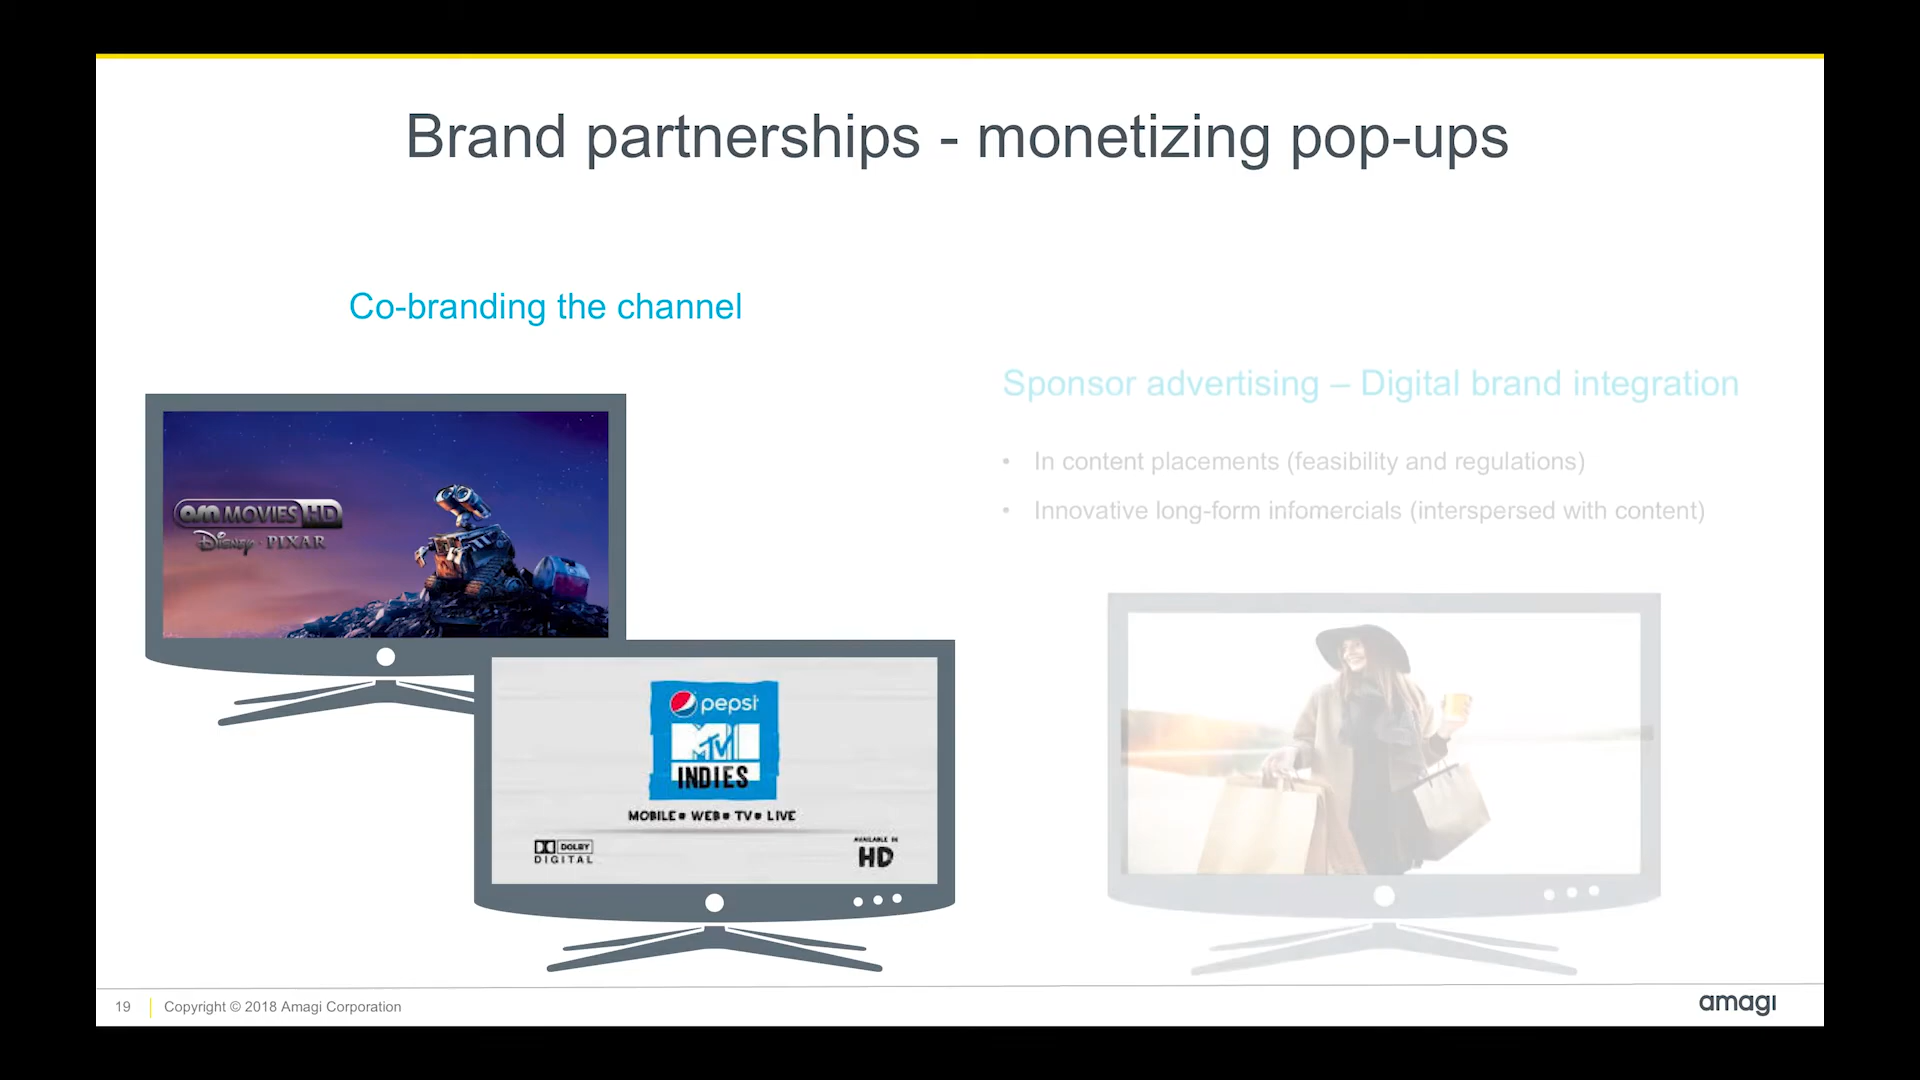 Brand partnerships - monetizing pop-ups
Co-branding the channel
OSN MOVIES HD
Disney · PIXAR
pepsi
MTV
INDIES
MOBILE WEB TV LIVE
DOLBY
DIGITAL
AVAILABLE IN
HD
Sponsor advertising – Digital brand integration
• In content placements (feasibility and regulations)
• Innovative long-form infomercials (interspersed with content)
19
Copyright © 2018 Amagi Corporation
amagi